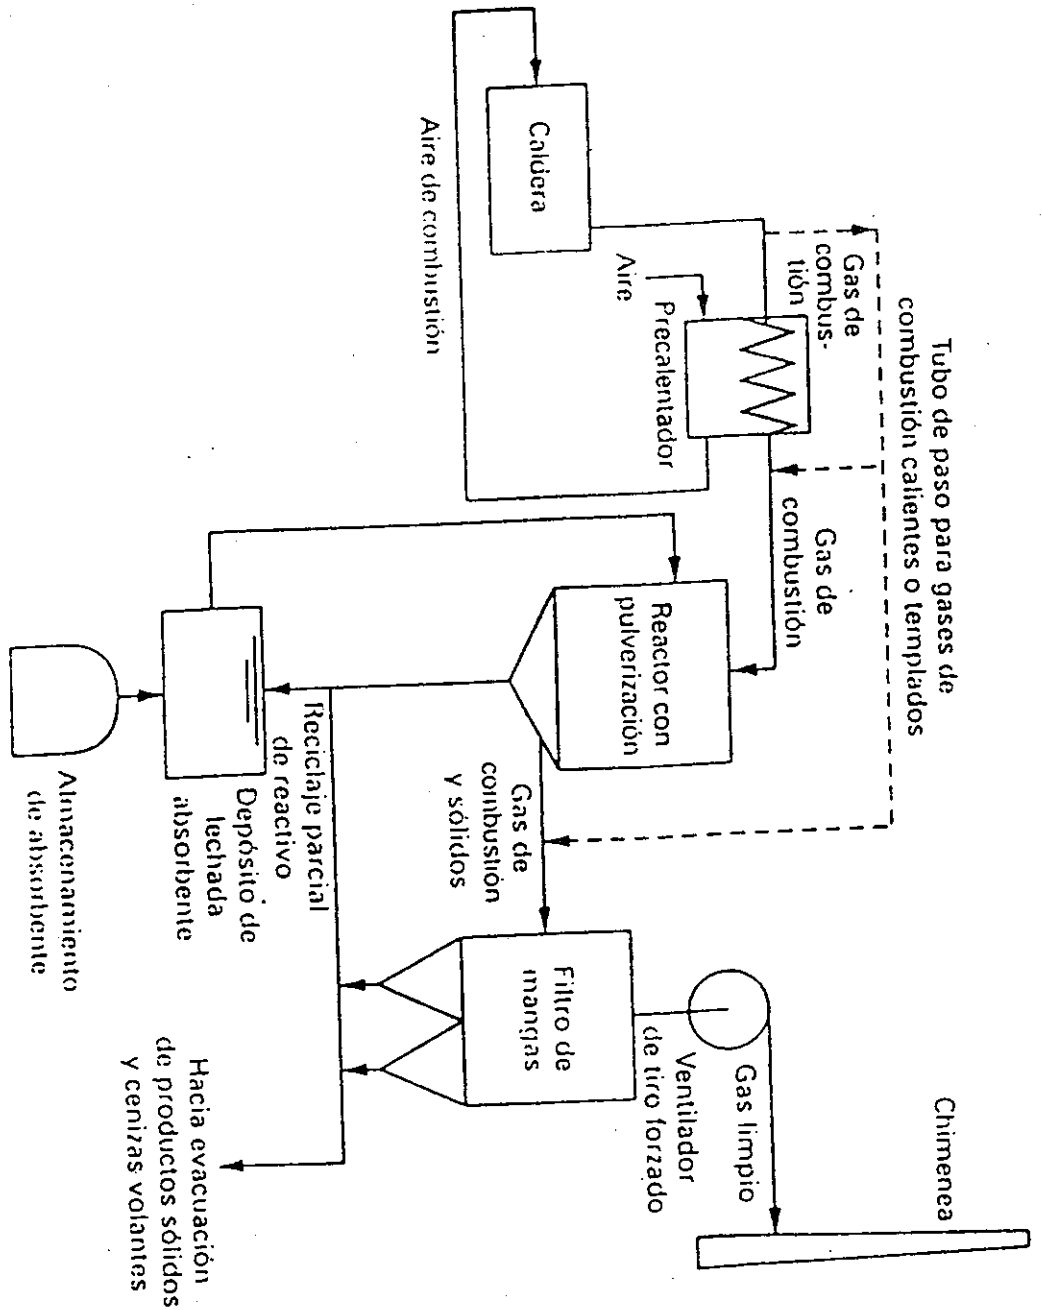 Tubo de paso para gases de
combustión calientes o templados
Gas de
combus-
tión
Aire
Precalentador
Caldera
Aire de combustión
Gas de
combustión
Reactor con
pulverización
Gas de
combustión
y sólidos
Reciclaje parcial
de reactivo
Depósito de
lechada
absorbente
Almacenamiento
de absorbente
Filtro de
mangas
Ventilador
de tiro forzado
Gas limpio
Chimenea
Hacia evacuación
de productos sólidos
y cenizas volantes